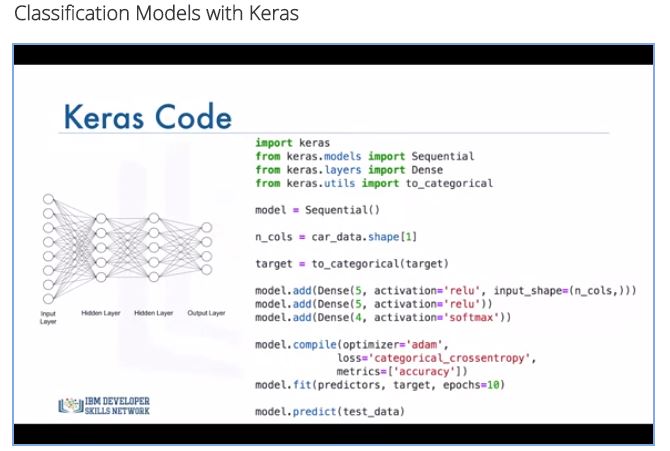 Classification Models with Keras
Keras Code
import keras
from keras.models import Sequential
from keras.layers import Dense
from keras.utils import to_categorical
model = Sequential()
n_cols = car_data.shape[1]
target = to_categorical(target)
model.add(Dense(5, activation='relu', input_shape=(n_cols,)))
model.add(Dense(5, activation='relu'))
model.add(Dense(4, activation='softmax'))
model.compile(optimizer='adam',
loss='categorical_crossentropy',
metrics=['accuracy'])
model.fit(predictors, target, epochs=10)
model.predict(test_data)
Input
Layer
Hidden Layer
Hidden Layer
Output Layer
IBM DEVELOPER
SKILLS NETWORK